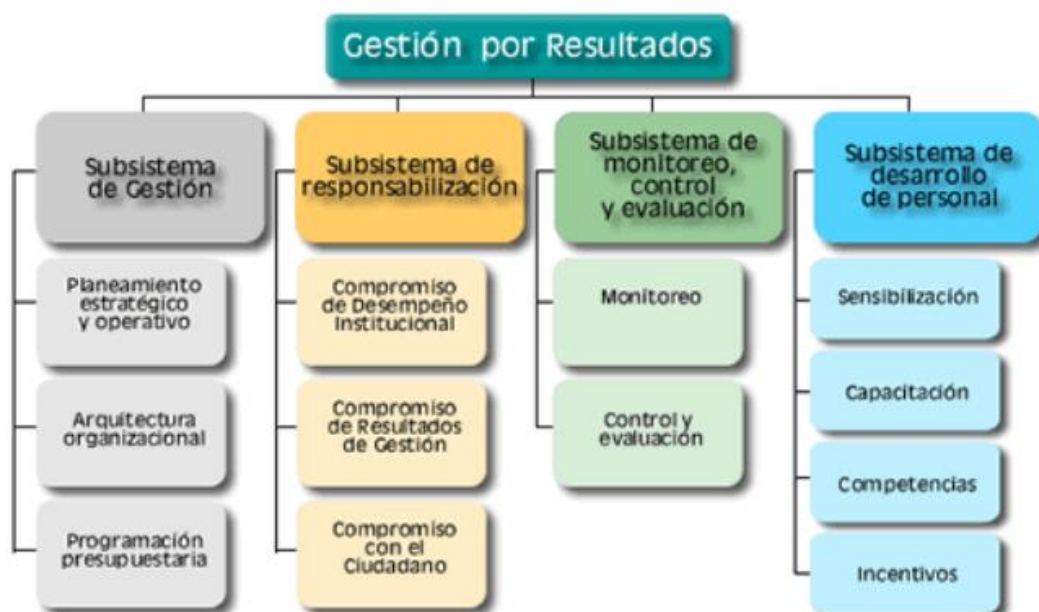 Gestión por Resultados
Subsistema
de Gestión
Planeamiento
estratégico
y operativo
Arquitectura
organizacional
Programación
presupuestaria
Subsistema de
responsabilización
Compromiso
de Desempeño
Institucional
Compromiso
de Resultados
de Gestión
Compromiso
con el
Ciudadano
Subsistema de
monitoreo,
control
y evaluación
Monitoreo
Control y
evaluación
Subsistema de
desarrollo
de personal
Sensibilización
Capacitación
Competencias
Incentivos